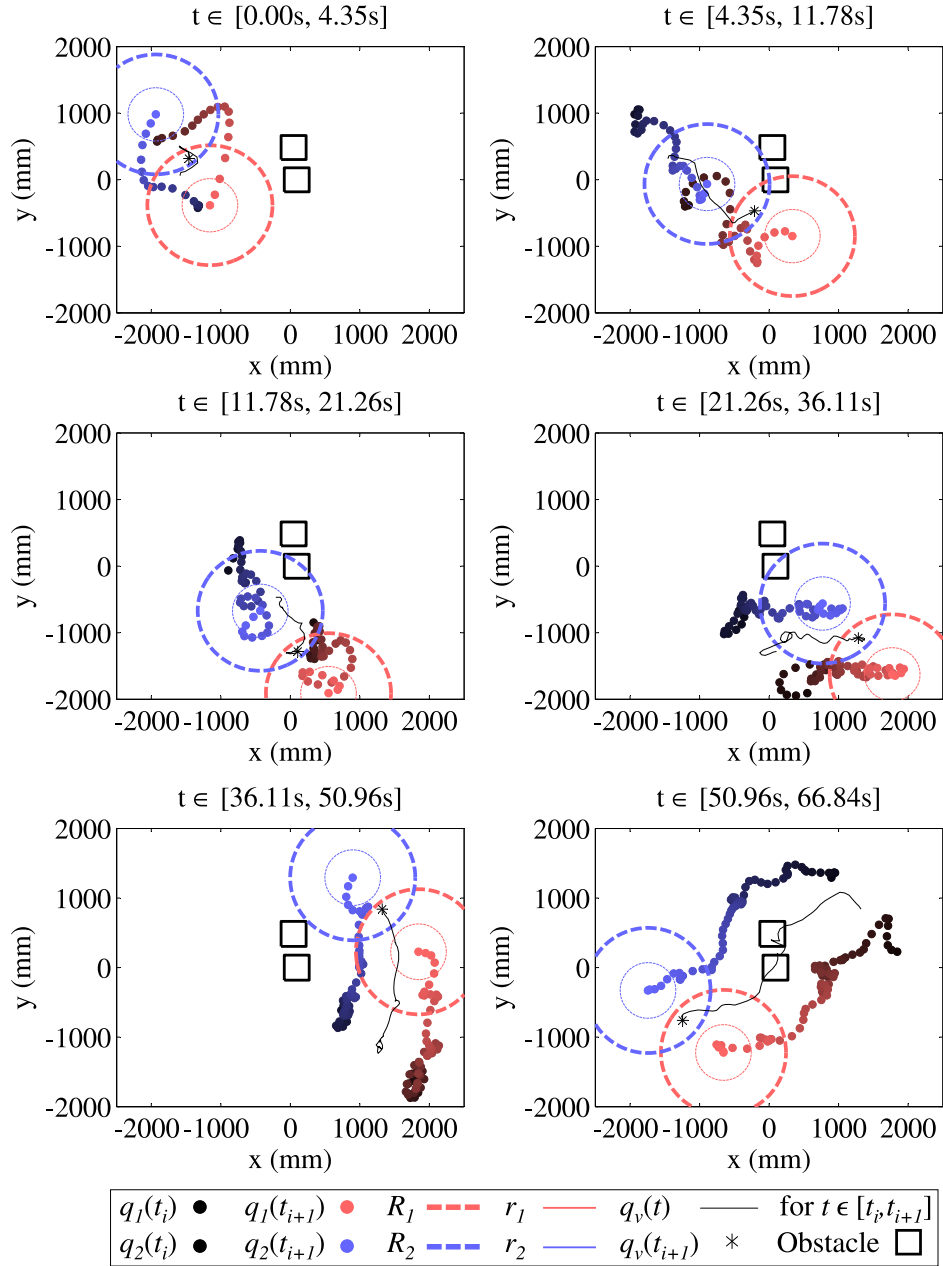 t ∈ [0.00s, 4.35s] t ∈ [4.35s, 11.78s]
2000 2000
1000 1000
y (mm) 0 y (mm) 0
-1000 -1000
-2000 -2000
-2000 -1000 0 1000 2000 -2000 -1000 0 1000 2000
x (mm) x (mm)
t ∈ [11.78s, 21.26s] t ∈ [21.26s, 36.11s]
2000 2000
1000 1000
y (mm) 0 y (mm) 0
-1000 -1000
-2000 -2000
-2000 -1000 0 1000 2000 -2000 -1000 0 1000 2000
x (mm) x (mm)
t ∈ [36.11s, 50.96s] t ∈ [50.96s, 66.84s]
2000 2000
1000 1000
y (mm) 0 y (mm) 0
-1000 -1000
-2000 -2000
-2000 -1000 0 1000 2000 -2000 -1000 0 1000 2000
x (mm) x (mm)
q₁(tᵢ) q₁(tᵢ₊₁) R₁ r₁ qᵥ(t) for t ∈ [tᵢ,tᵢ₊₁]
q₂(tᵢ) q₂(tᵢ₊₁) R₂ r₂ qᵥ(tᵢ₊₁) Obstacle